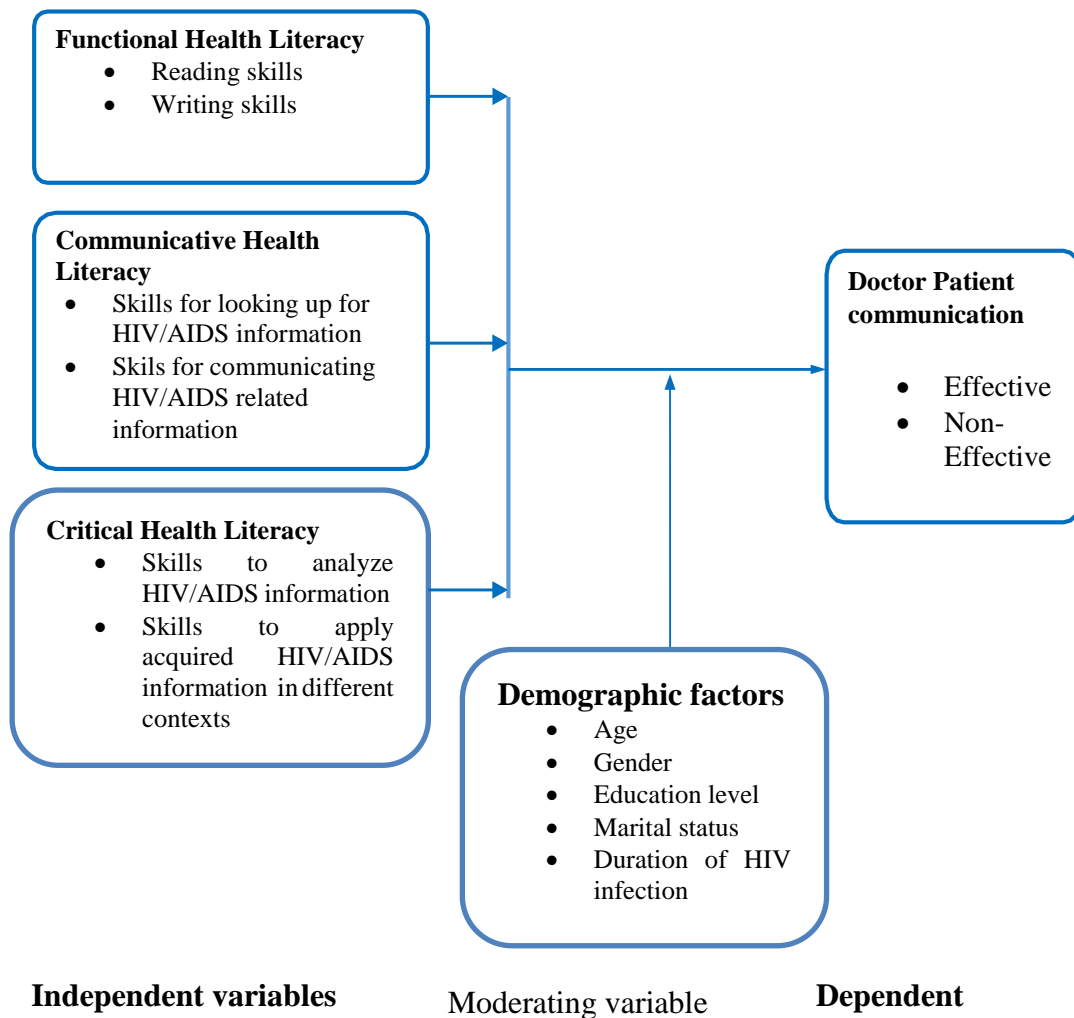 Functional Health Literacy
• Reading skills
• Writing skills
Communicative Health
Literacy
• Skills for looking up for
HIV/AIDS information
• Skils for communicating
HIV/AIDS related
information
Critical Health Literacy
• Skills to analyze
HIV/AIDS information
• Skills to apply
acquired HIV/AIDS
information in different
contexts
Doctor Patient
communication
• Effective
• Non-
Effective
Demographic factors
• Age
• Gender
• Education level
• Marital status
• Duration of HIV
infection
Independent variables
Moderating variable
Dependent